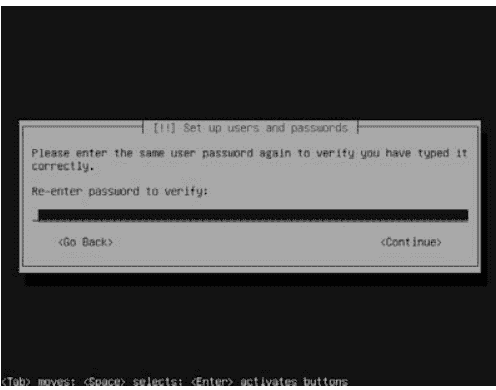 [!!] Set up users and passwords
Please enter the same user password again to verify you have typed it
correctly.
Re-enter password to verify:
<Go Back> <Continue>
<Tab> moves; <Space> selects; <Enter> activates buttons